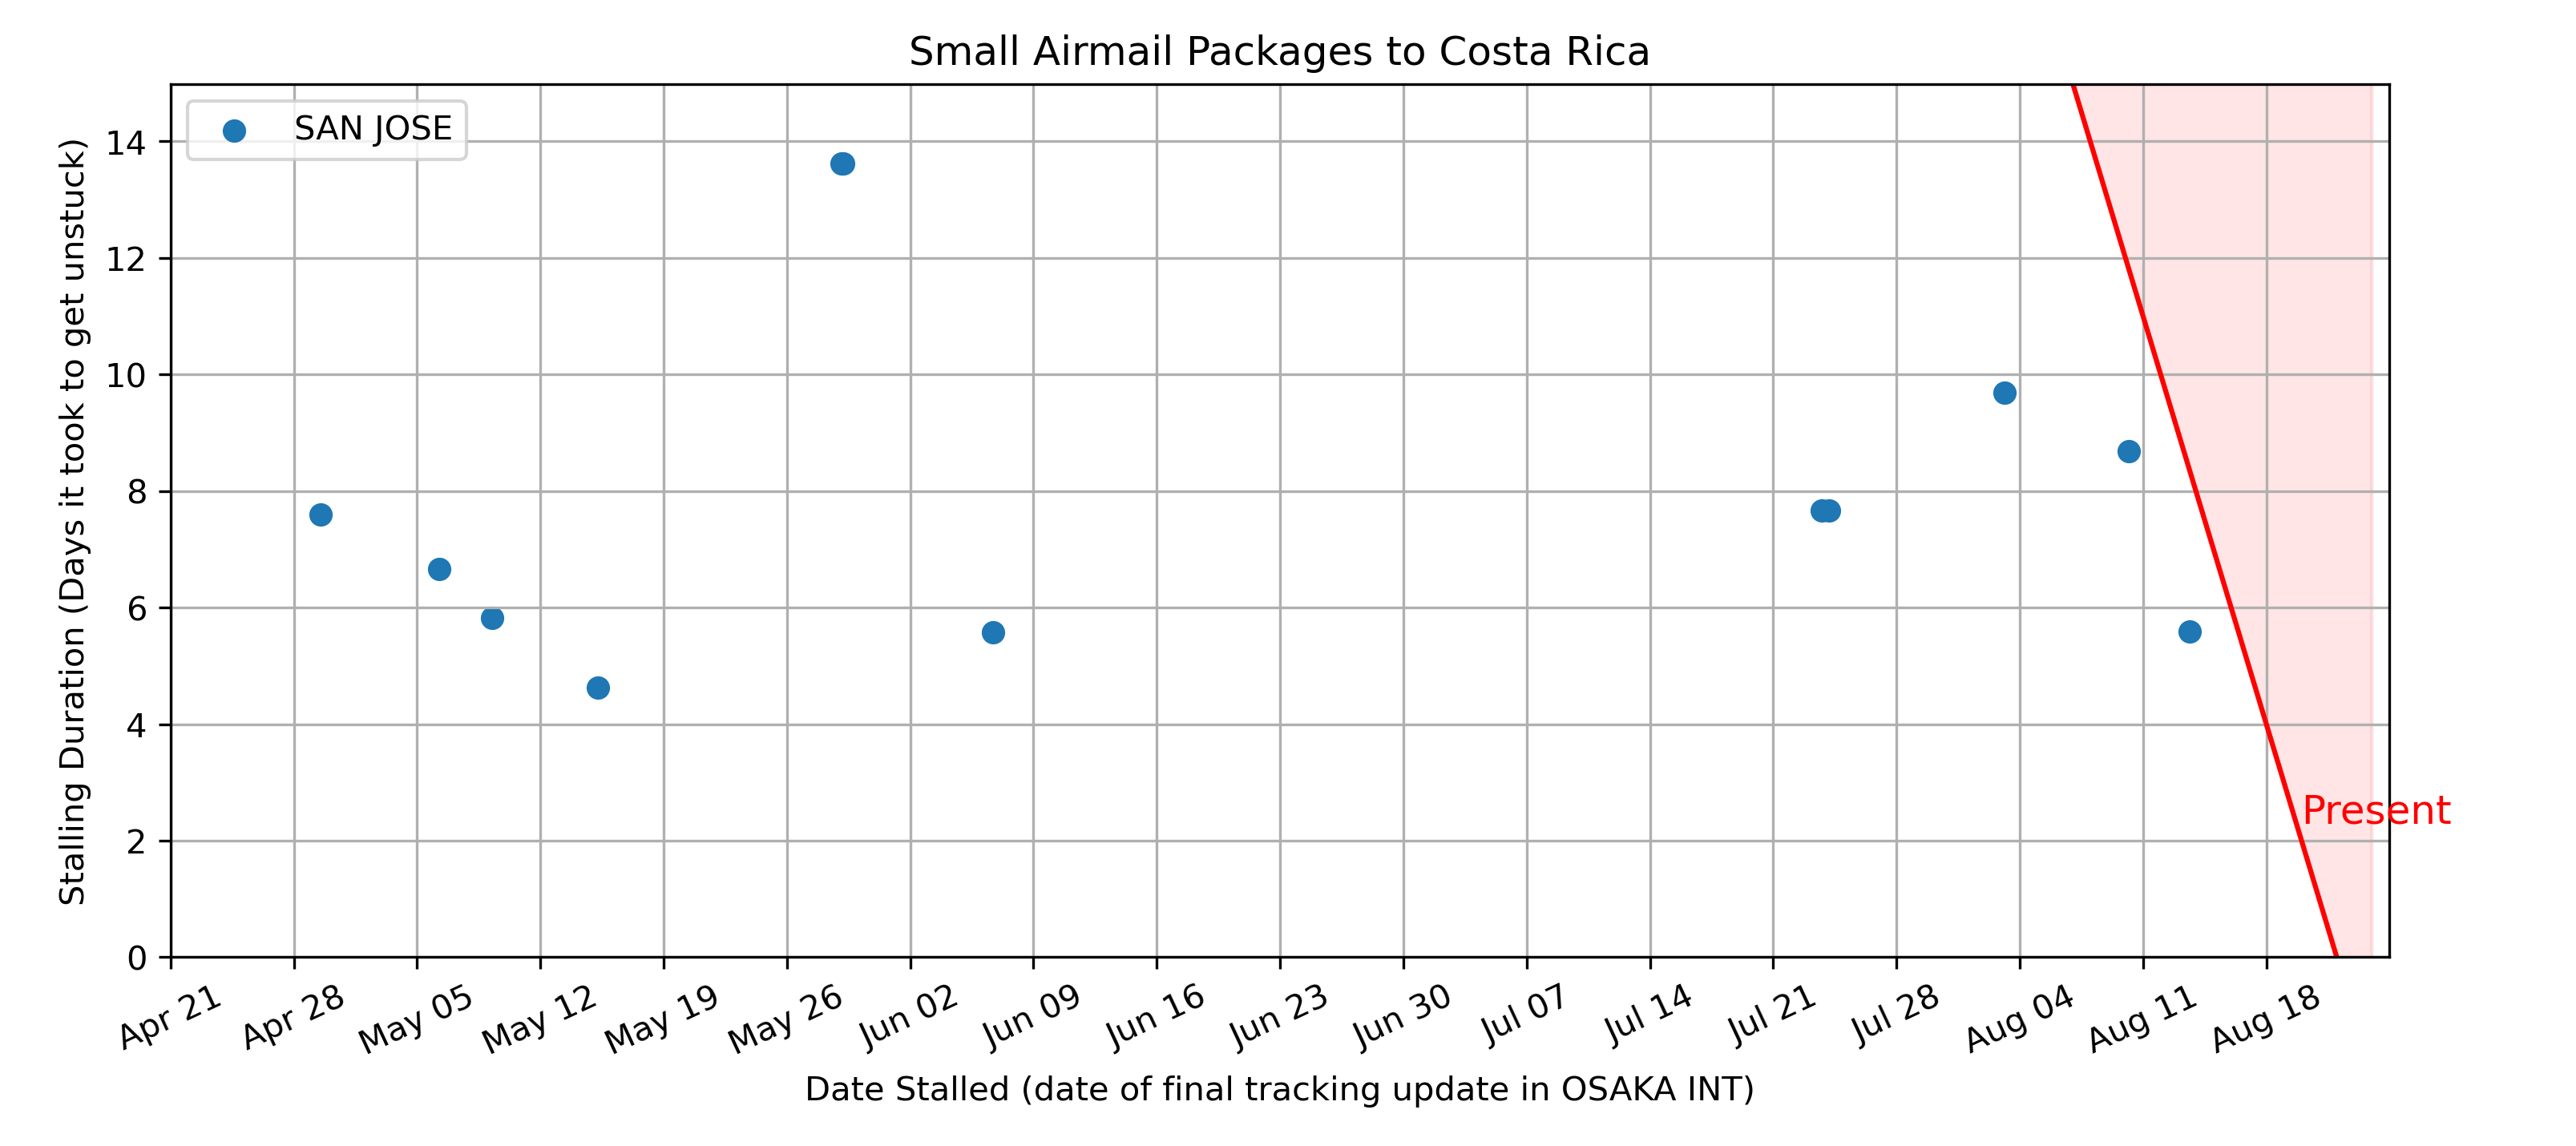 Small Airmail Packages to Costa Rica
SAN JOSE
Stalling Duration (Days it took to get unstuck)
14
12
10
8
6
4
2
0
Present
Apr 21
Apr 28
May 05
May 12
May 19
May 26
Jun 02
Jun 09
Jun 16
Jun 23
Jun 30
Jul 07
Jul 14
Jul 21
Jul 28
Aug 04
Aug 11
Aug 18
Date Stalled (date of final tracking update in OSAKA INT)